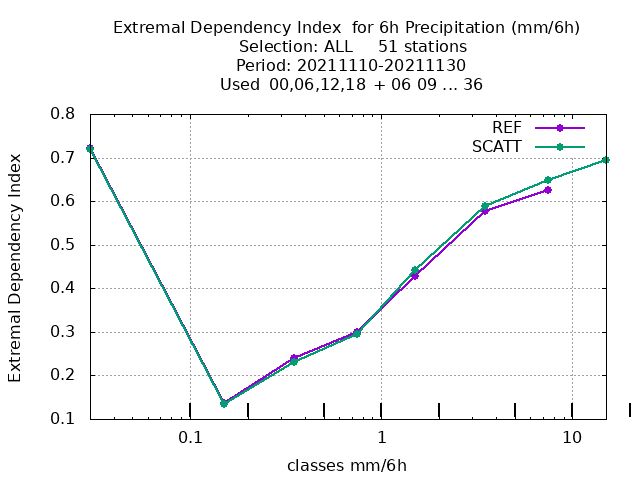 Extremal Dependency Index  for 6h Precipitation (mm/6h)
Selection: ALL     51 stations
Period: 20211110-20211130
Used  00,06,12,18  + 06 09 ... 36
REF
SCATT
Extremal Dependency Index
0.8
0.7
0.6
0.5
0.4
0.3
0.2
0.1
0.1 1 10
classes mm/6h